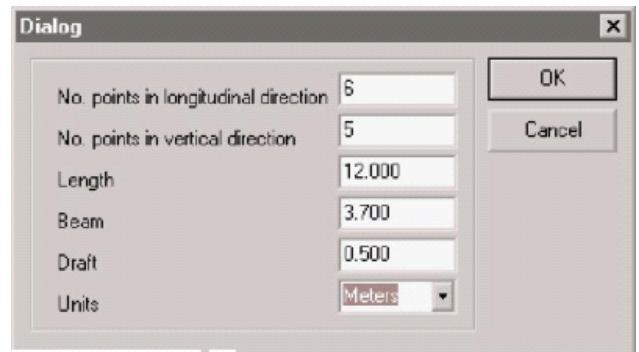 Dialog
No. points in longitudinal direction 6
No. points in vertical direction 5
Length 12.000
Beam 3.700
Draft 0.500
Units Meters
OK
Cancel